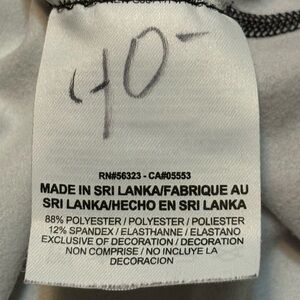 40-
RN#56323 - CA#05553
MADE IN SRI LANKA/FABRIQUE AU
SRI LANKA/HECHO EN SRI LANKA
88% POLYESTER / POLYESTER / POLIESTER
12% SPANDEX / ELASTHANNE / ELASTANO
EXCLUSIVE OF DECORATION / DECORATION
NON COMPRISE / NO INCLUYE LA
DECORACION